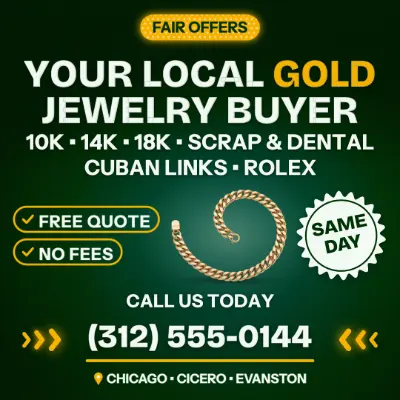 FAIR OFFERS
YOUR LOCAL GOLD
JEWELRY BUYER
10K ▪ 14K ▪ 18K ▪ SCRAP & DENTAL
CUBAN LINKS ▪ ROLEX
FREE QUOTE
NO FEES
SAME
DAY
CALL US TODAY
(312) 555-0144
CHICAGO ▪ CICERO ▪ EVANSTON